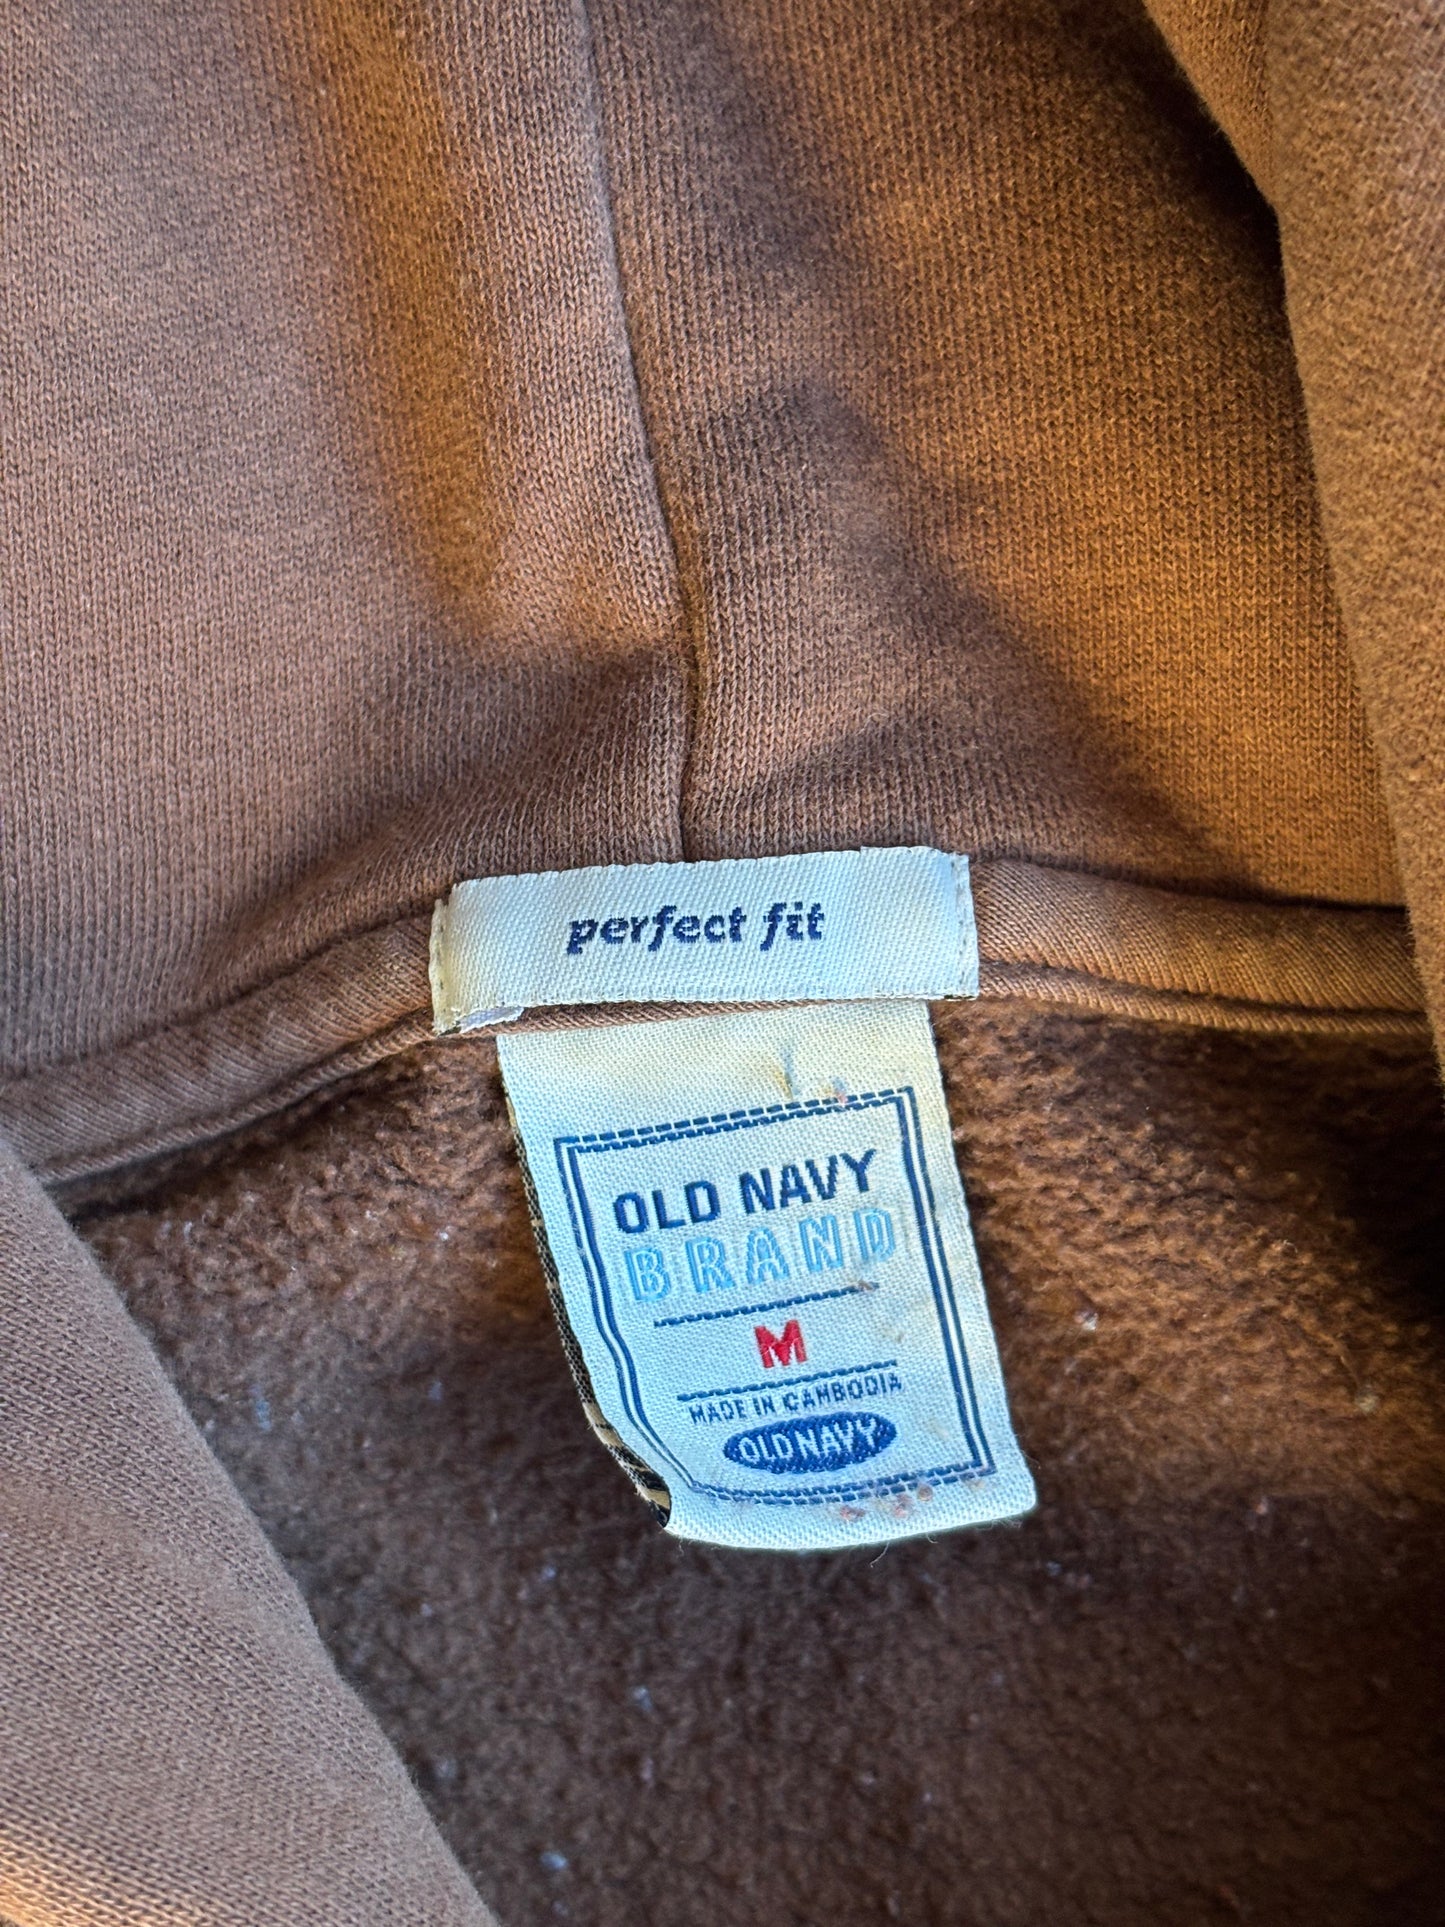 perfect fit
OLD NAVY
BRAND
M
MADE IN CAMBODIA
OLD NAVY